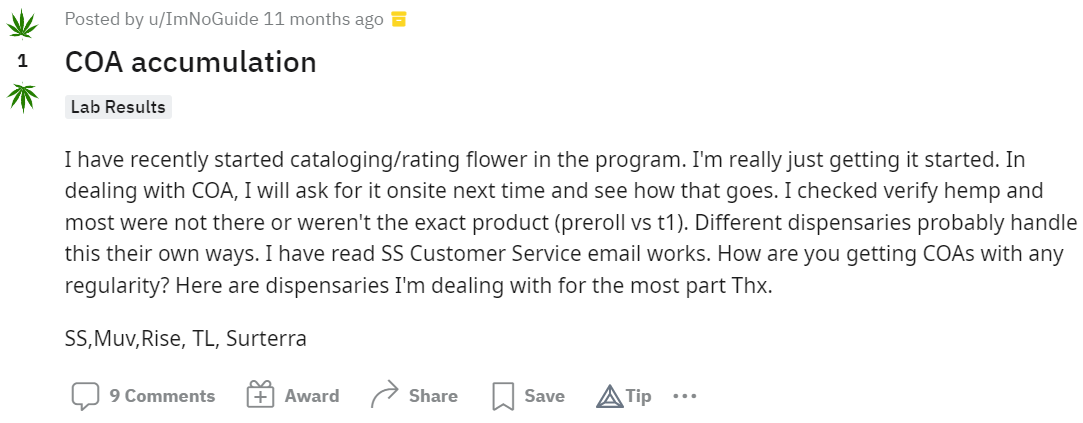 Posted by u/ImNoGuide 11 months ago
1
COA accumulation
Lab Results
I have recently started cataloging/rating flower in the program. I'm really just getting it started. In
dealing with COA, I will ask for it onsite next time and see how that goes. I checked verify hemp and
most were not there or weren't the exact product (preroll vs t1). Different dispensaries probably handle
this their own ways. I have read SS Customer Service email works. How are you getting COAs with any
regularity? Here are dispensaries I'm dealing with for the most part Thx.
SS,Muv,Rise, TL, Surterra
9 Comments Award Share Save Tip